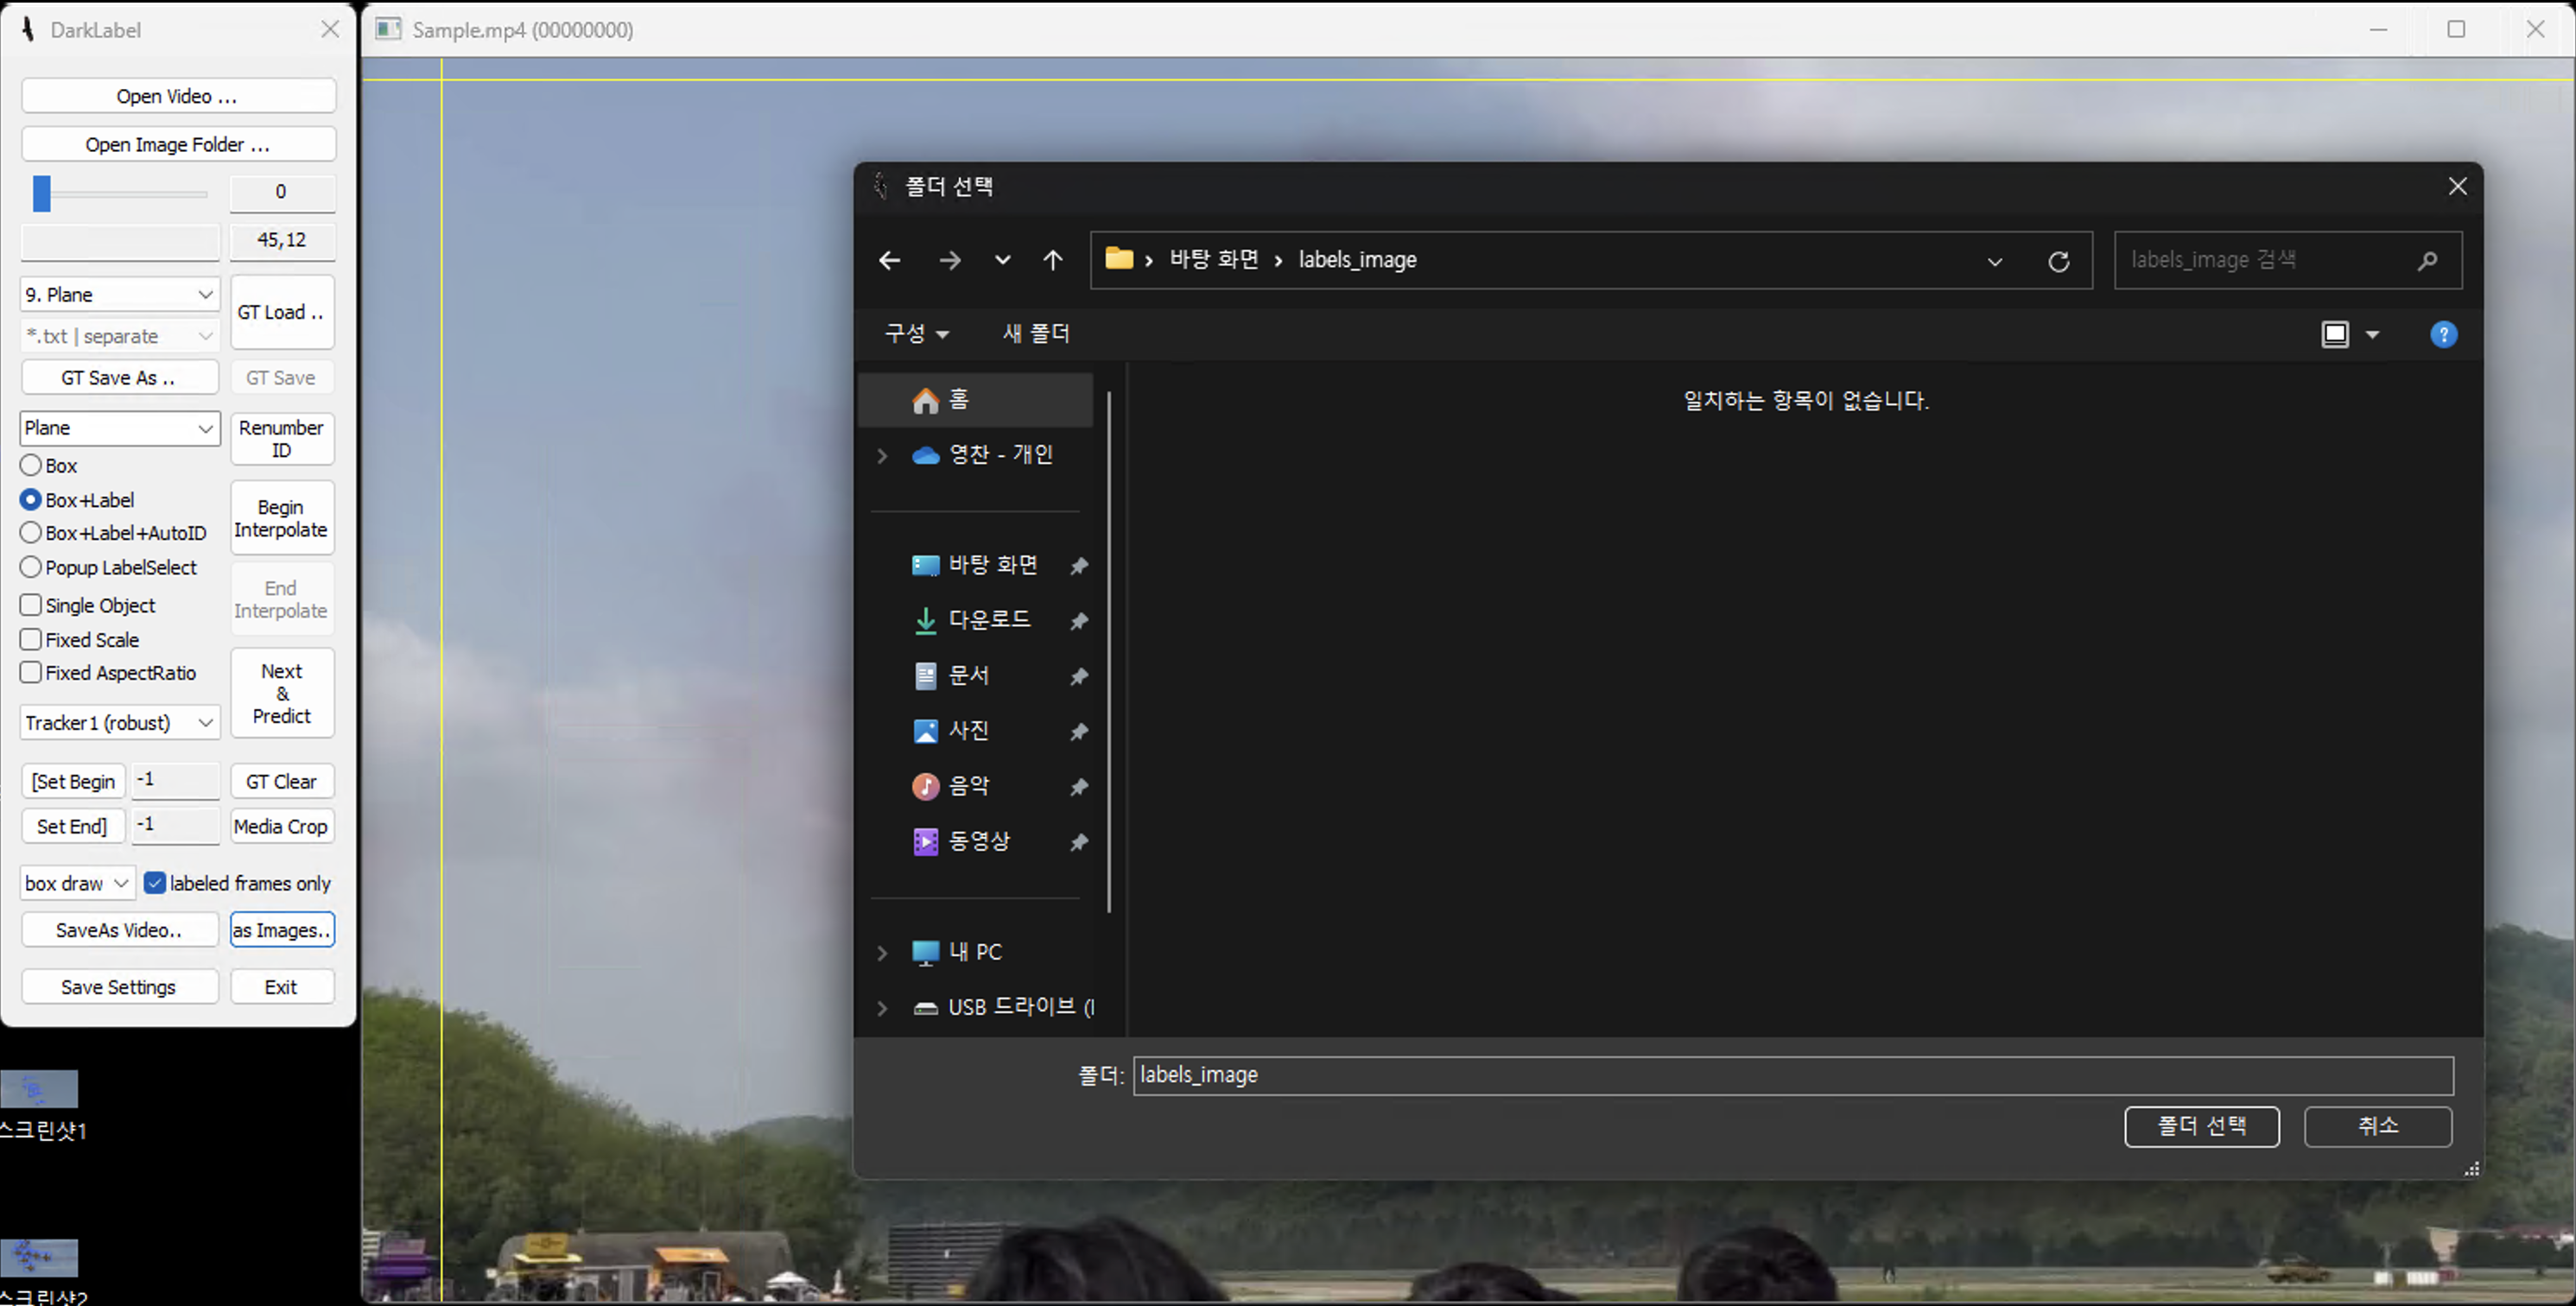 DarkLabel
Open Video ...
Open Image Folder ...
0
45,12
9. Plane
GT Load ..
*.txt | separate
GT Save As ..
GT Save
Plane
Renumber
ID
Box
Box+Label
Begin
Interpolate
Box+Label+AutoID
Popup LabelSelect
End
Interpolate
Single Object
Fixed Scale
Fixed AspectRatio
Next
&
Predict
Tracker1 (robust)
[Set Begin
-1
GT Clear
Set End]
-1
Media Crop
box draw
labeled frames only
SaveAs Video..
as Images..
Save Settings
Exit
스크린샷1
스크린샷2
Sample.mp4 (00000000)
폴더 선택
바탕 화면
labels_image
labels_image 검색
구성
새 폴더
홈
영찬 - 개인
바탕 화면
다운로드
문서
사진
음악
동영상
내 PC
USB 드라이브 (
일치하는 항목이 없습니다.
폴더: labels_image
폴더 선택
취소